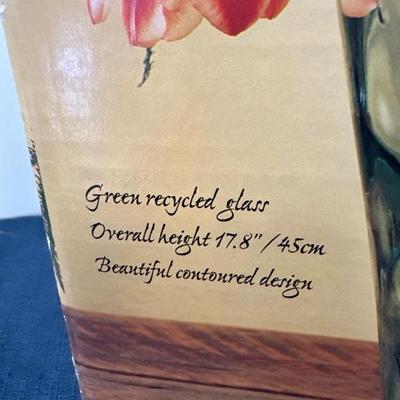 Green recycled glass
Overall height 17.8"/45cm
Beautiful contoured design